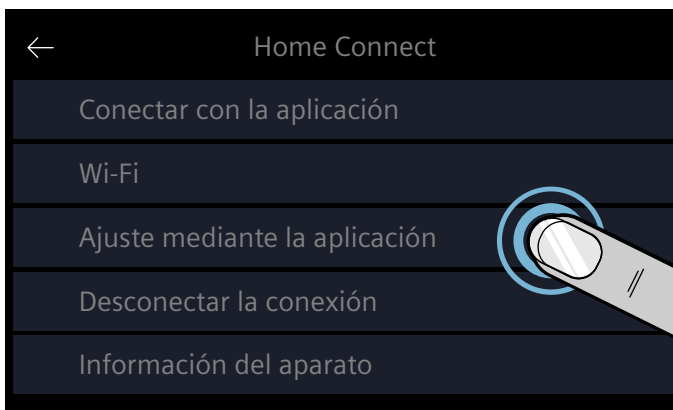 Home Connect
Conectar con la aplicación
Wi-Fi
Ajuste mediante la aplicación
Desconectar la conexión
Información del aparato